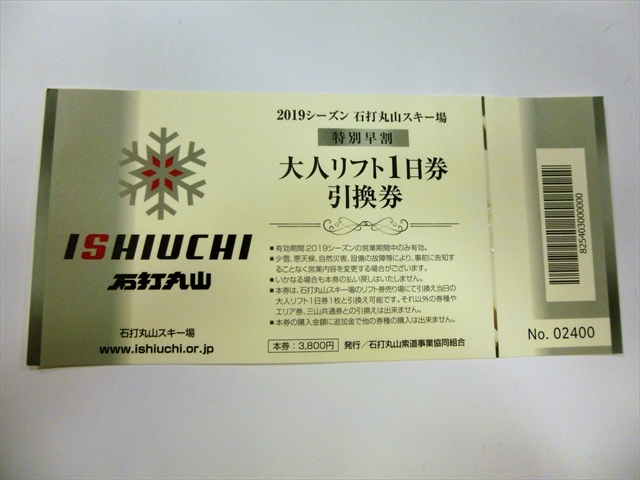 2019シーズン 石打丸山スキー場
特別早割
大人リフト1日券
引換券
ISHIUCHI
石打丸山
石打丸山スキー場
www.ishiuchi.or.jp
■有効期間:2019シーズンの営業期間中のみ有効。
■少雪、悪天候、自然災害、設備の故障等により、事前に告知することなく営業内容を変更する場合がございます。
■いかなる場合も本券の払い戻しはいたしません。
■本券は、石打丸山スキー場のリフト券売り場にて引換え当日の
大人リフト1日券1枚と引換え可能です。それ以外の券種や
エリア券、三山共通券との引換えは出来ません。
■本券の購入金額に追加金で他の券種の購入は出来ません。
本券:3,800円 発行/石打丸山索道事業協同組合
825403000000
No. 02400